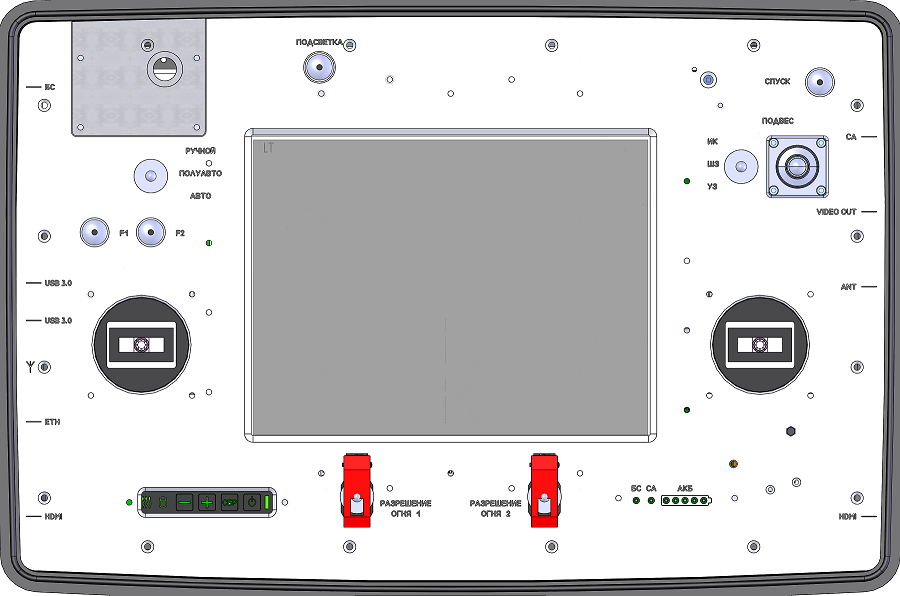 ПОДСВЕТКА
СПУСК
БС
ПОДВЕС
СА
ИК
LT
РУЧНОЙ
ШЗ
ПОЛУАВТО
УЗ
АВТО
VIDEO OUT
F1 F2
USB 3.0
ANT
USB 3.0
ETH
БС СА АКБ
РАЗРЕШЕНИЕ
ОГНЯ 1
РАЗРЕШЕНИЕ
ОГНЯ 2
HDMI
HDMI